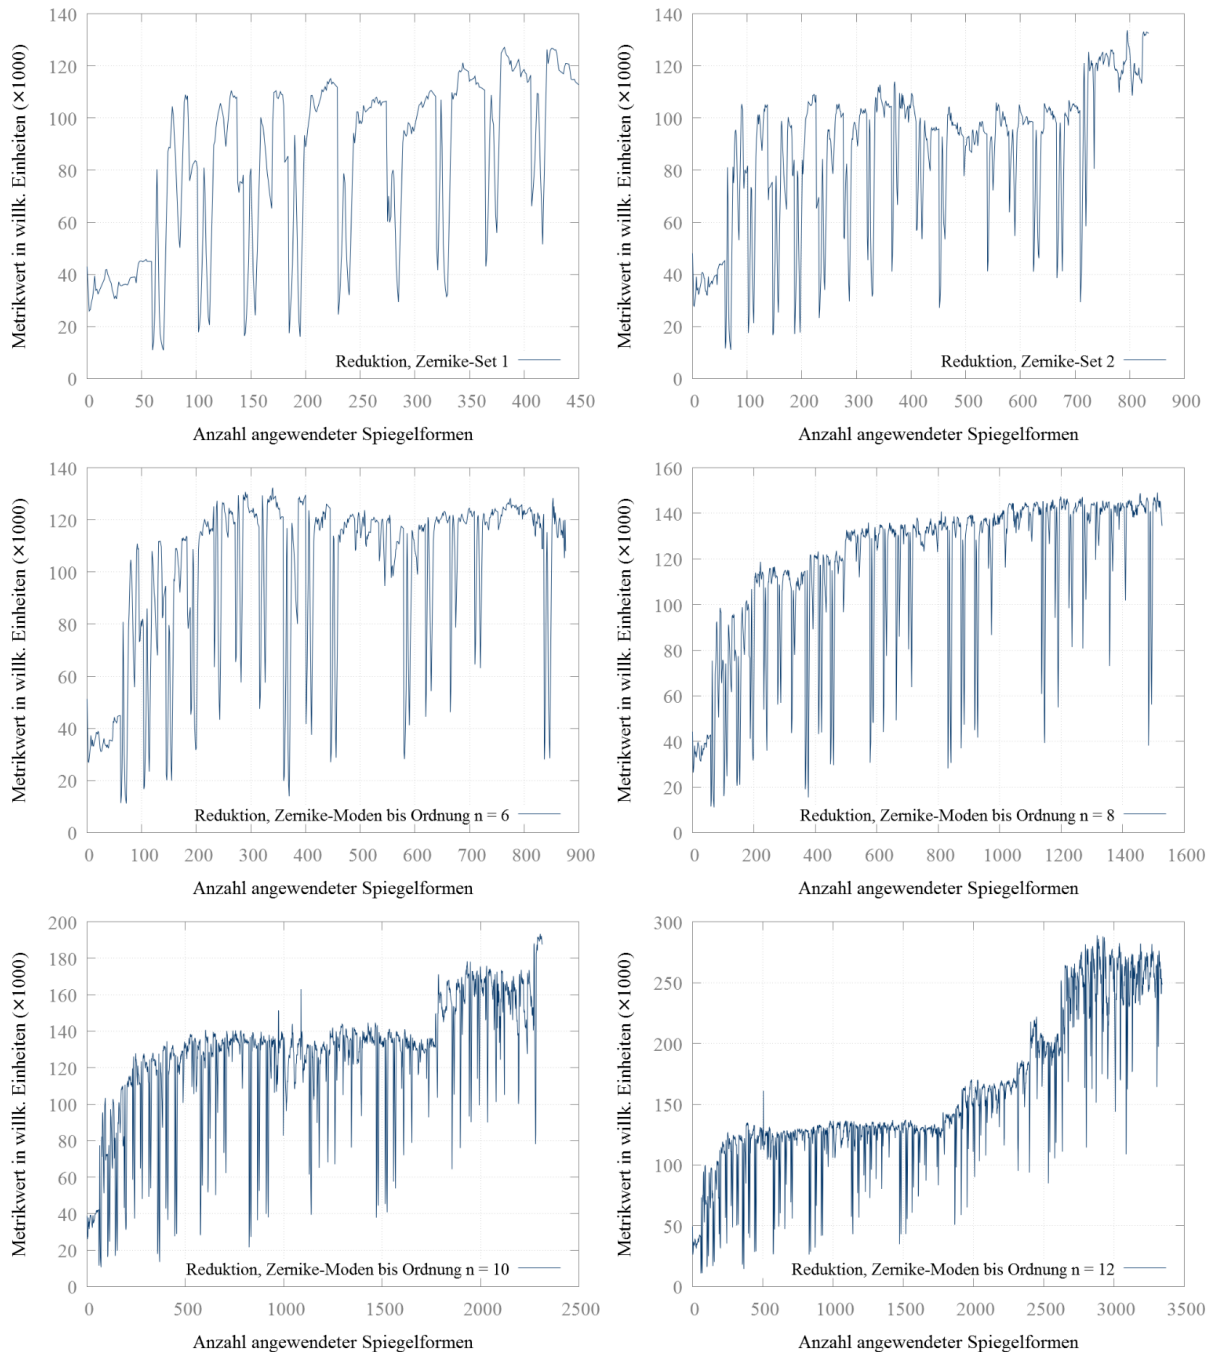 Metrikwert in willk. Einheiten (×1000)
140
120
100
80
60
40
20
0
Reduktion, Zernike-Set 1
0 50 100 150 200 250 300 350 400 450
Anzahl angewendeter Spiegelformen
Metrikwert in willk. Einheiten (×1000)
140
120
100
80
60
40
20
0
Reduktion, Zernike-Set 2
0 100 200 300 400 500 600 700 800 900
Anzahl angewendeter Spiegelformen
Metrikwert in willk. Einheiten (×1000)
140
120
100
80
60
40
20
0
Reduktion, Zernike-Moden bis Ordnung n = 6
0 100 200 300 400 500 600 700 800 900
Anzahl angewendeter Spiegelformen
Metrikwert in willk. Einheiten (×1000)
160
140
120
100
80
60
40
20
0
Reduktion, Zernike-Moden bis Ordnung n = 8
0 200 400 600 800 1000 1200 1400 1600
Anzahl angewendeter Spiegelformen
Metrikwert in willk. Einheiten (×1000)
200
180
160
140
120
100
80
60
40
20
0
Reduktion, Zernike-Moden bis Ordnung n = 10
0 500 1000 1500 2000 2500
Anzahl angewendeter Spiegelformen
Metrikwert in willk. Einheiten (×1000)
300
250
200
150
100
50
0
Reduktion, Zernike-Moden bis Ordnung n = 12
0 500 1000 1500 2000 2500 3000 3500
Anzahl angewendeter Spiegelformen